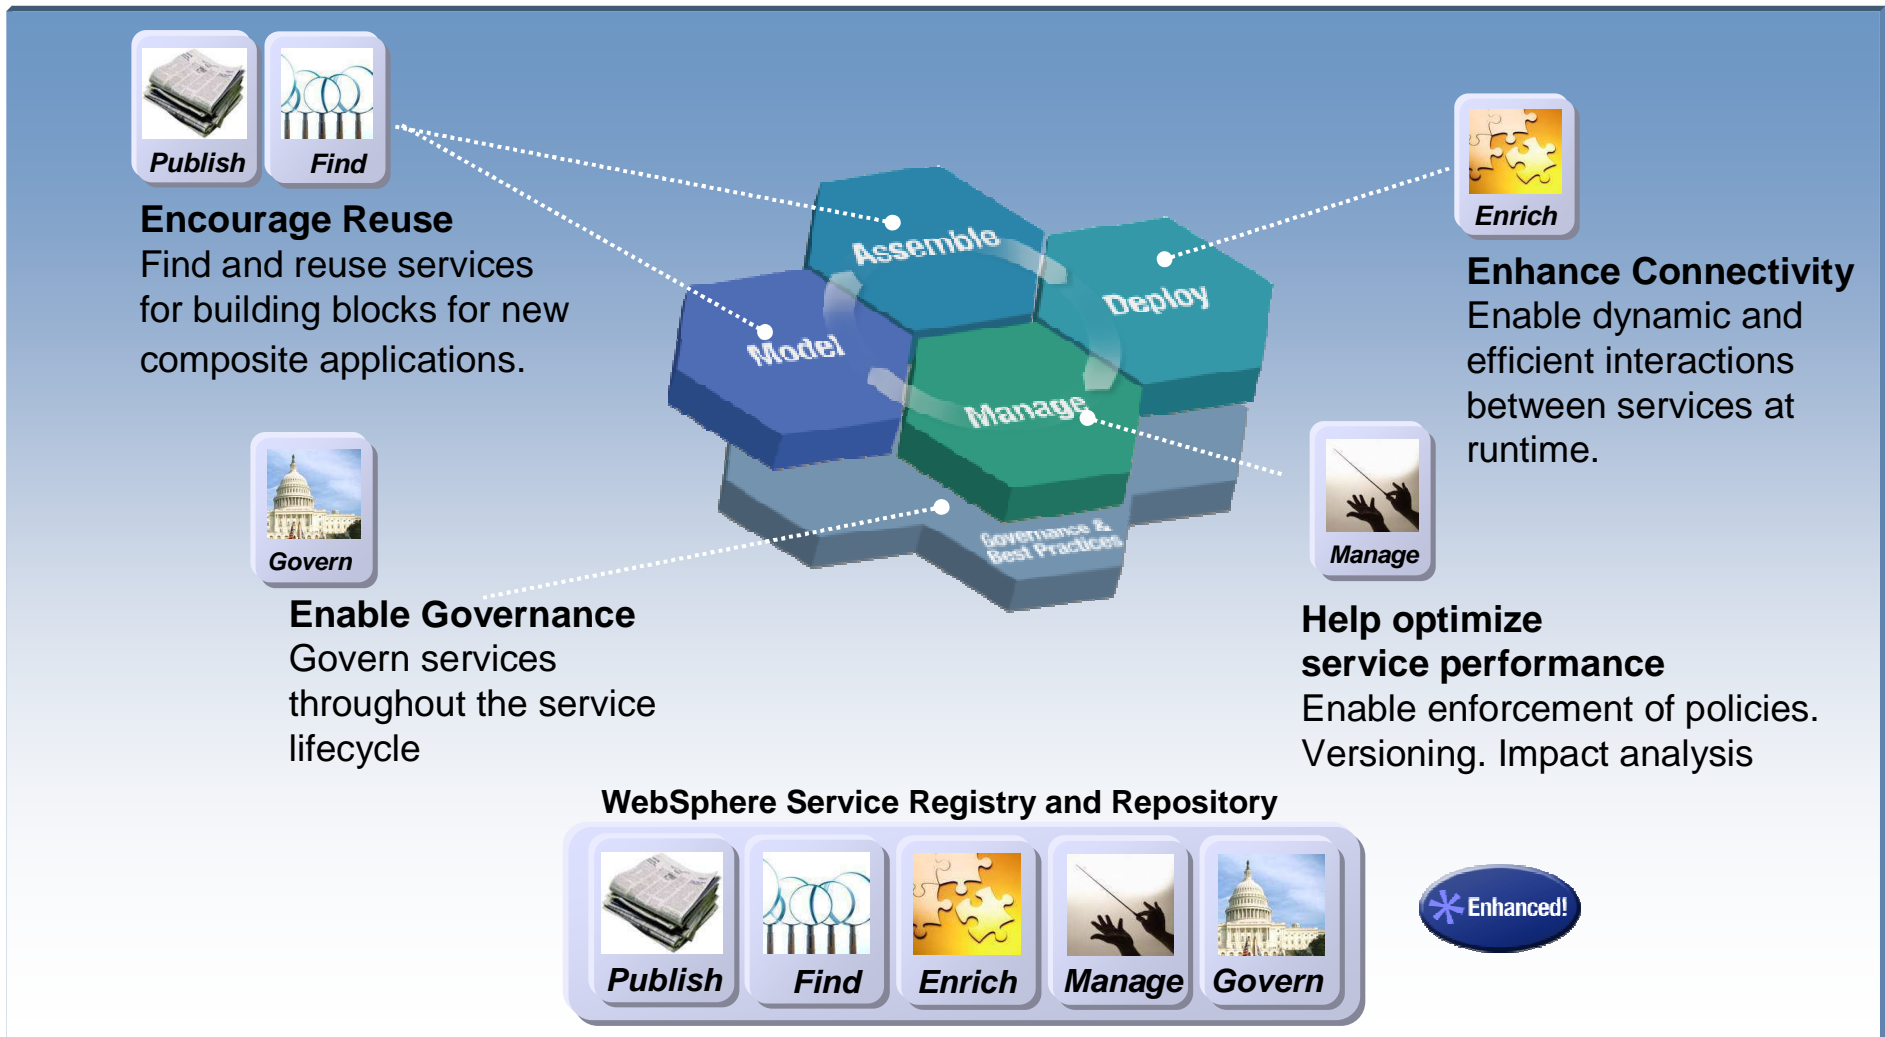 Publish
Find
Encourage Reuse
Find and reuse services
for building blocks for new
composite applications.
Enrich
Enhance Connectivity
Enable dynamic and
efficient interactions
between services at
runtime.
Assemble
Deploy
Model
Manage
Governance &
Best Practices
Govern
Enable Governance
Govern services
throughout the service
lifecycle
Manage
Help optimize
service performance
Enable enforcement of policies.
Versioning. Impact analysis
WebSphere Service Registry and Repository
Publish
Find
Enrich
Manage
Govern
Enhanced!